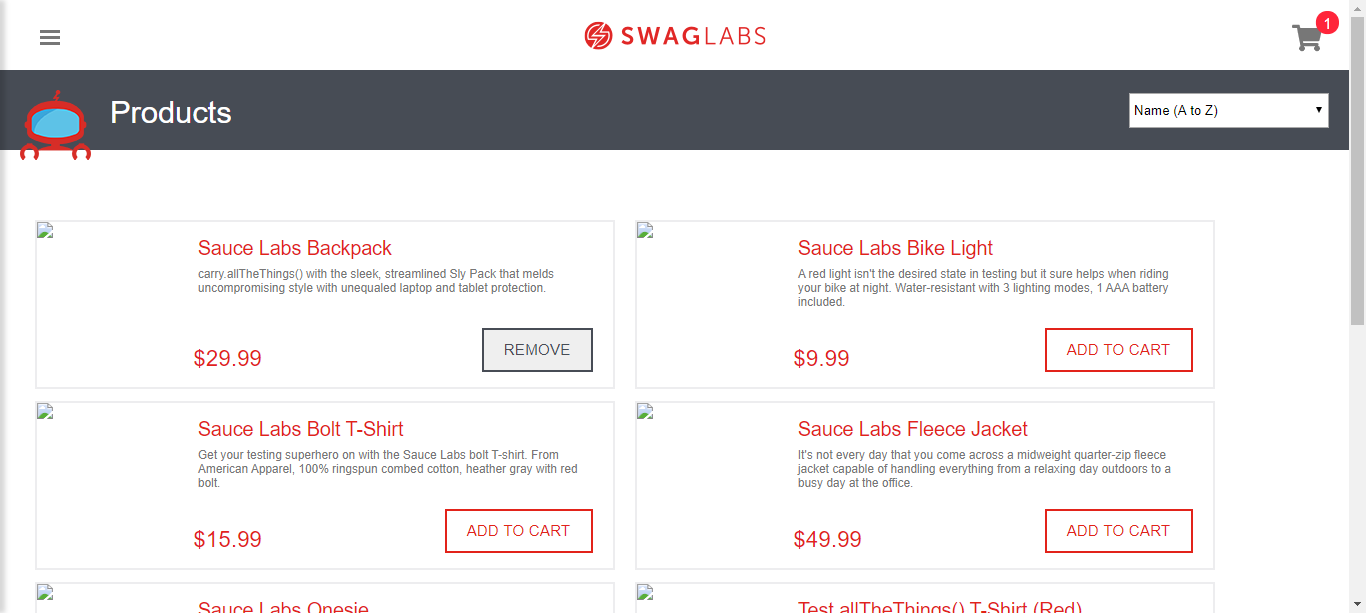 SWAGLABS
1
Products
Name (A to Z)
Sauce Labs Backpack
carry.allTheThings() with the sleek, streamlined Sly Pack that melds
uncompromising style with unequaled laptop and tablet protection.
$29.99
REMOVE
Sauce Labs Bike Light
A red light isn't the desired state in testing but it sure helps when riding
your bike at night. Water-resistant with 3 lighting modes, 1 AAA battery
included.
$9.99
ADD TO CART
Sauce Labs Bolt T-Shirt
Get your testing superhero on with the Sauce Labs bolt T-shirt. From
American Apparel, 100% ringspun combed cotton, heather gray with red
bolt.
$15.99
ADD TO CART
Sauce Labs Fleece Jacket
It's not every day that you come across a midweight quarter-zip fleece
jacket capable of handling everything from a relaxing day outdoors to a
busy day at the office.
$49.99
ADD TO CART
Sauce Labs Onesie
Test.allTheThings() T-Shirt (Red)